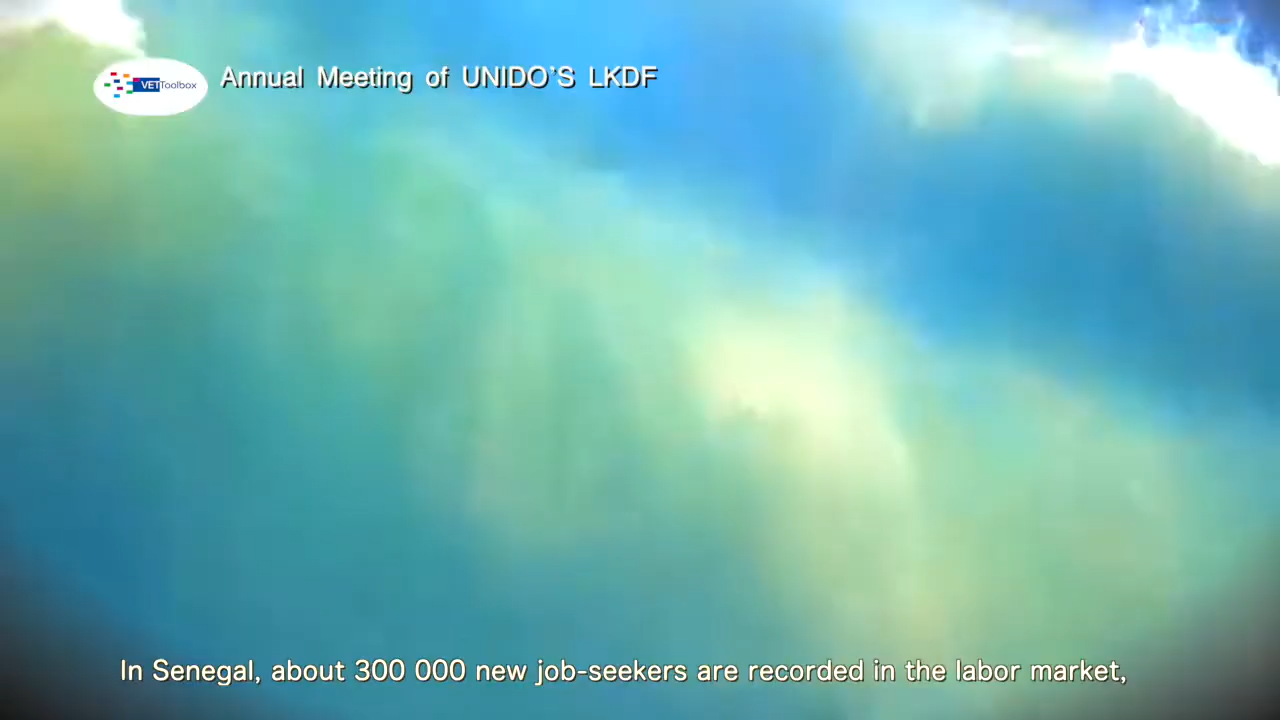 VETToolbox
Annual Meeting of UNIDO'S LKDF
In Senegal, about 300 000 new job-seekers are recorded in the labor market,